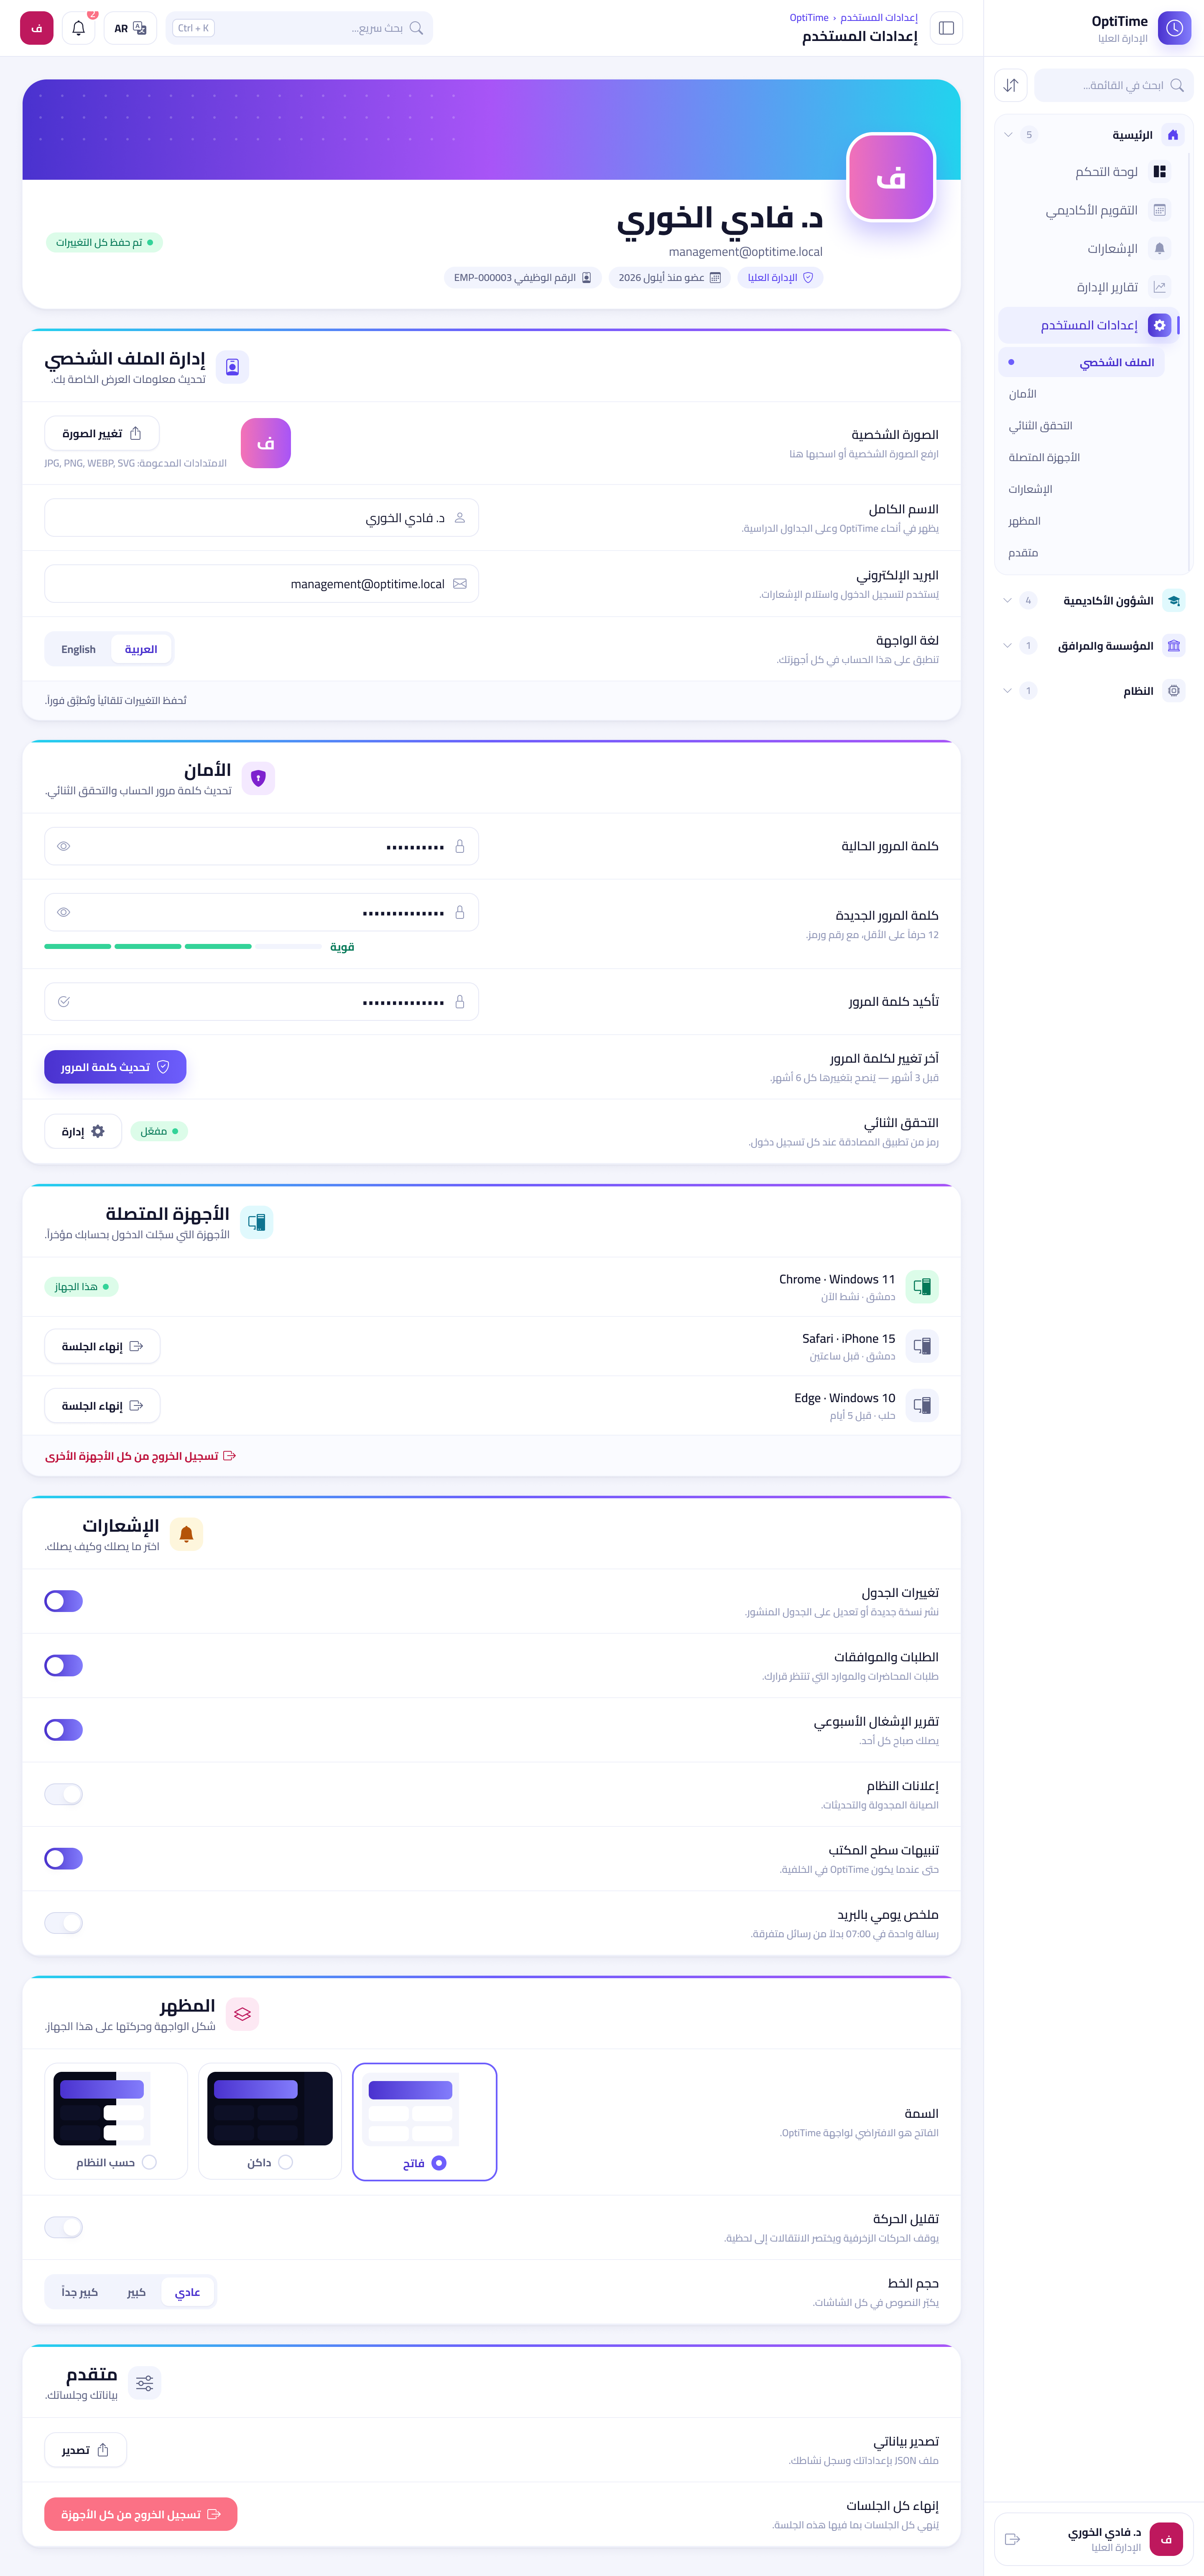 OptiTime
الإدارة العليا
إعدادات المستخدم ‹ OptiTime
إعدادات المستخدم
بحث سريع...
Ctrl + K
AR
2
ف
ابحث في القائمة...
الرئيسية
5
لوحة التحكم
التقويم الأكاديمي
الإشعارات
تقارير الإدارة
إعدادات المستخدم
الملف الشخصي
الأمان
التحقق الثنائي
الأجهزة المتصلة
الإشعارات
المظهر
متقدم
الشؤون الأكاديمية
4
المؤسسة والمرافق
1
النظام
1
د. فادي الخوري
الإدارة العليا
ف
ف
د. فادي الخوري
management@optitime.local
الإدارة العليا
عضو منذ أيلول 2026
الرقم الوظيفي EMP-000003
تم حفظ كل التغييرات
إدارة الملف الشخصي
تحديث معلومات العرض الخاصة بك.
الصورة الشخصية
ارفع الصورة الشخصية أو اسحبها هنا
ف
تغيير الصورة
الامتدادات المدعومة: JPG, PNG, WEBP, SVG
الاسم الكامل
يظهر في أنحاء OptiTime وعلى الجداول الدراسية.
د. فادي الخوري
البريد الإلكتروني
يُستخدم لتسجيل الدخول واستلام الإشعارات.
management@optitime.local
لغة الواجهة
تنطبق على هذا الحساب في كل أجهزتك.
العربية
English
تُحفظ التغييرات تلقائياً وتُطبَّق فوراً.
الأمان
تحديث كلمة مرور الحساب والتحقق الثنائي.
كلمة المرور الحالية
كلمة المرور الجديدة
12 حرفاً على الأقل، مع رقم ورمز.
قوية
تأكيد كلمة المرور
آخر تغيير لكلمة المرور
قبل 3 أشهر — يُنصح بتغييرها كل 6 أشهر.
تحديث كلمة المرور
التحقق الثنائي
رمز من تطبيق المصادقة عند كل تسجيل دخول.
مفعّل
إدارة
الأجهزة المتصلة
الأجهزة التي سجّلت الدخول بحسابك مؤخراً.
Chrome · Windows 11
دمشق · نشط الآن
هذا الجهاز
Safari · iPhone 15
دمشق · قبل ساعتين
إنهاء الجلسة
Edge · Windows 10
حلب · قبل 5 أيام
إنهاء الجلسة
تسجيل الخروج من كل الأجهزة الأخرى
الإشعارات
اختر ما يصلك وكيف يصلك.
تغييرات الجدول
نشر نسخة جديدة أو تعديل على الجدول المنشور.
الطلبات والموافقات
طلبات المحاضرات والموارد التي تنتظر قرارك.
تقرير الإشغال الأسبوعي
يصلك صباح كل أحد.
إعلانات النظام
الصيانة المجدولة والتحديثات.
تنبيهات سطح المكتب
حتى عندما يكون OptiTime في الخلفية.
ملخص يومي بالبريد
رسالة واحدة في 07:00 بدلاً من رسائل متفرقة.
المظهر
شكل الواجهة وحركتها على هذا الجهاز.
السمة
الفاتح هو الافتراضي لواجهة OptiTime.
فاتح
داكن
حسب النظام
تقليل الحركة
يوقف الحركات الزخرفية ويختصر الانتقالات إلى لحظية.
حجم الخط
يكبّر النصوص في كل الشاشات.
عادي
كبير
كبير جداً
متقدم
بياناتك وجلساتك.
تصدير بياناتي
ملف JSON بإعداداتك وسجل نشاطك.
تصدير
إنهاء كل الجلسات
يُنهي كل الجلسات بما فيها هذه الجلسة.
تسجيل الخروج من كل الأجهزة